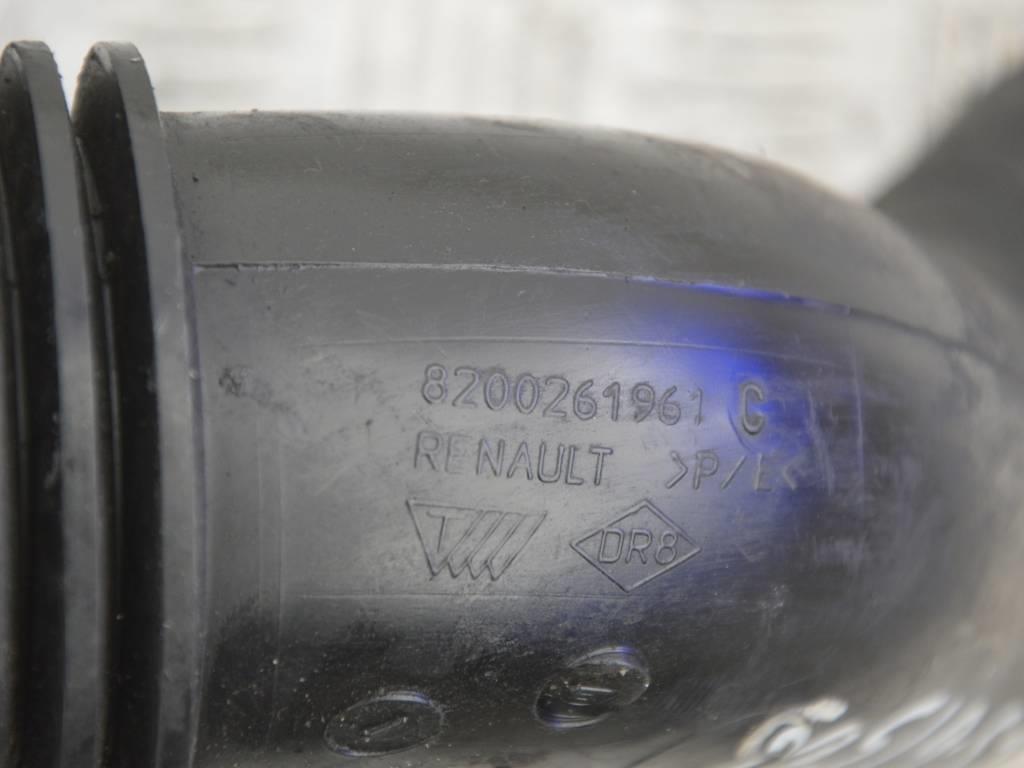 8200261961 C
RENAULT >P/E<
DR8